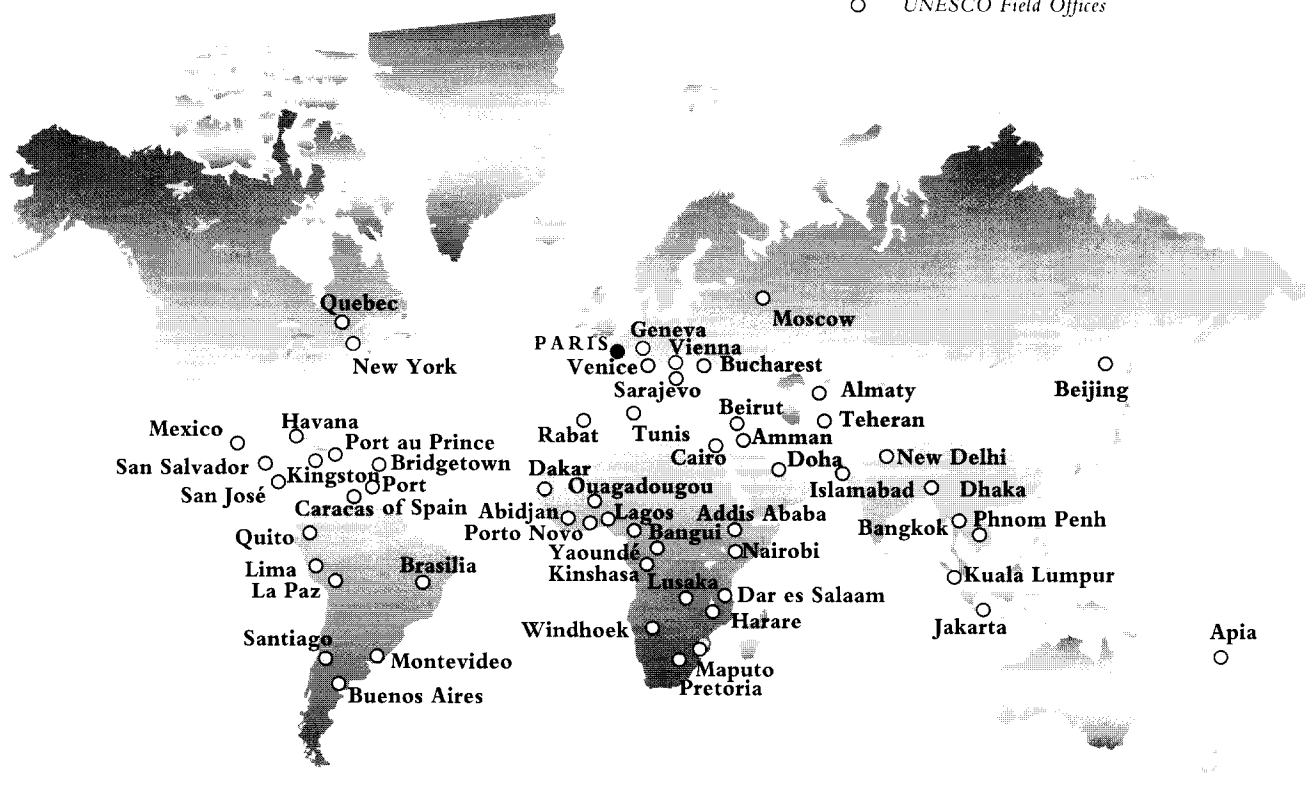 UNESCO Field Offices
Quebec
New York
Moscow
Geneva
PARIS
Vienna
Venice
Bucharest
Sarajevo
Beijing
Almaty
Teheran
Beirut
Rabat
Tunis
Amman
Cairo
Mexico
Havana
Port au Prince
San Salvador
Kingston
Bridgetown
San José
Port
of Spain
Caracas
Dakar
Ouagadougou
Doha
New Delhi
Islamabad
Dhaka
Abidjan
Lagos
Addis Ababa
Porto Novo
Bangui
Bangkok
Phnom Penh
Quito
Yaoundé
Nairobi
Lima
Brasilia
Kinshasa
La Paz
Lusaka
Kuala Lumpur
Dar es Salaam
Harare
Windhoek
Jakarta
Apia
Santiago
Montevideo
Maputo
Pretoria
Buenos Aires